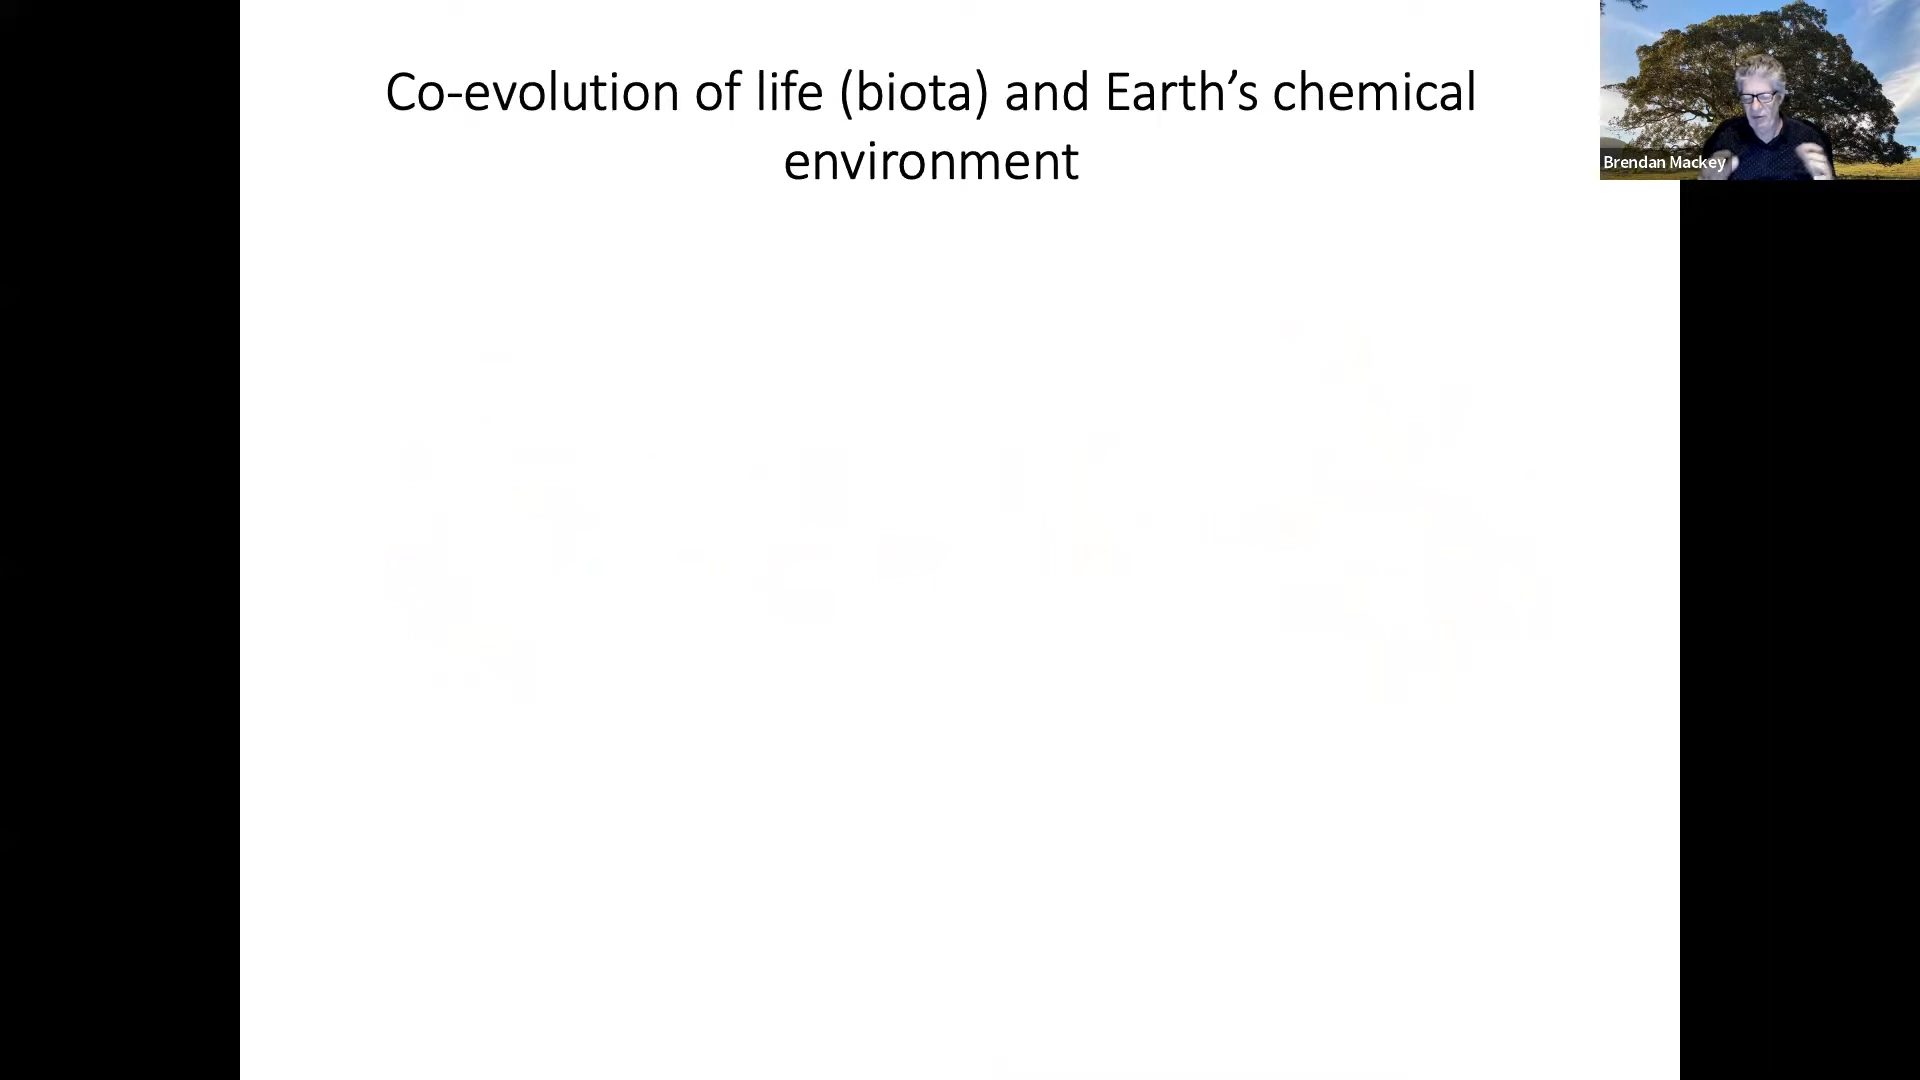 Co-evolution of life (biota) and Earth’s chemical
environment
Brendan Mackey